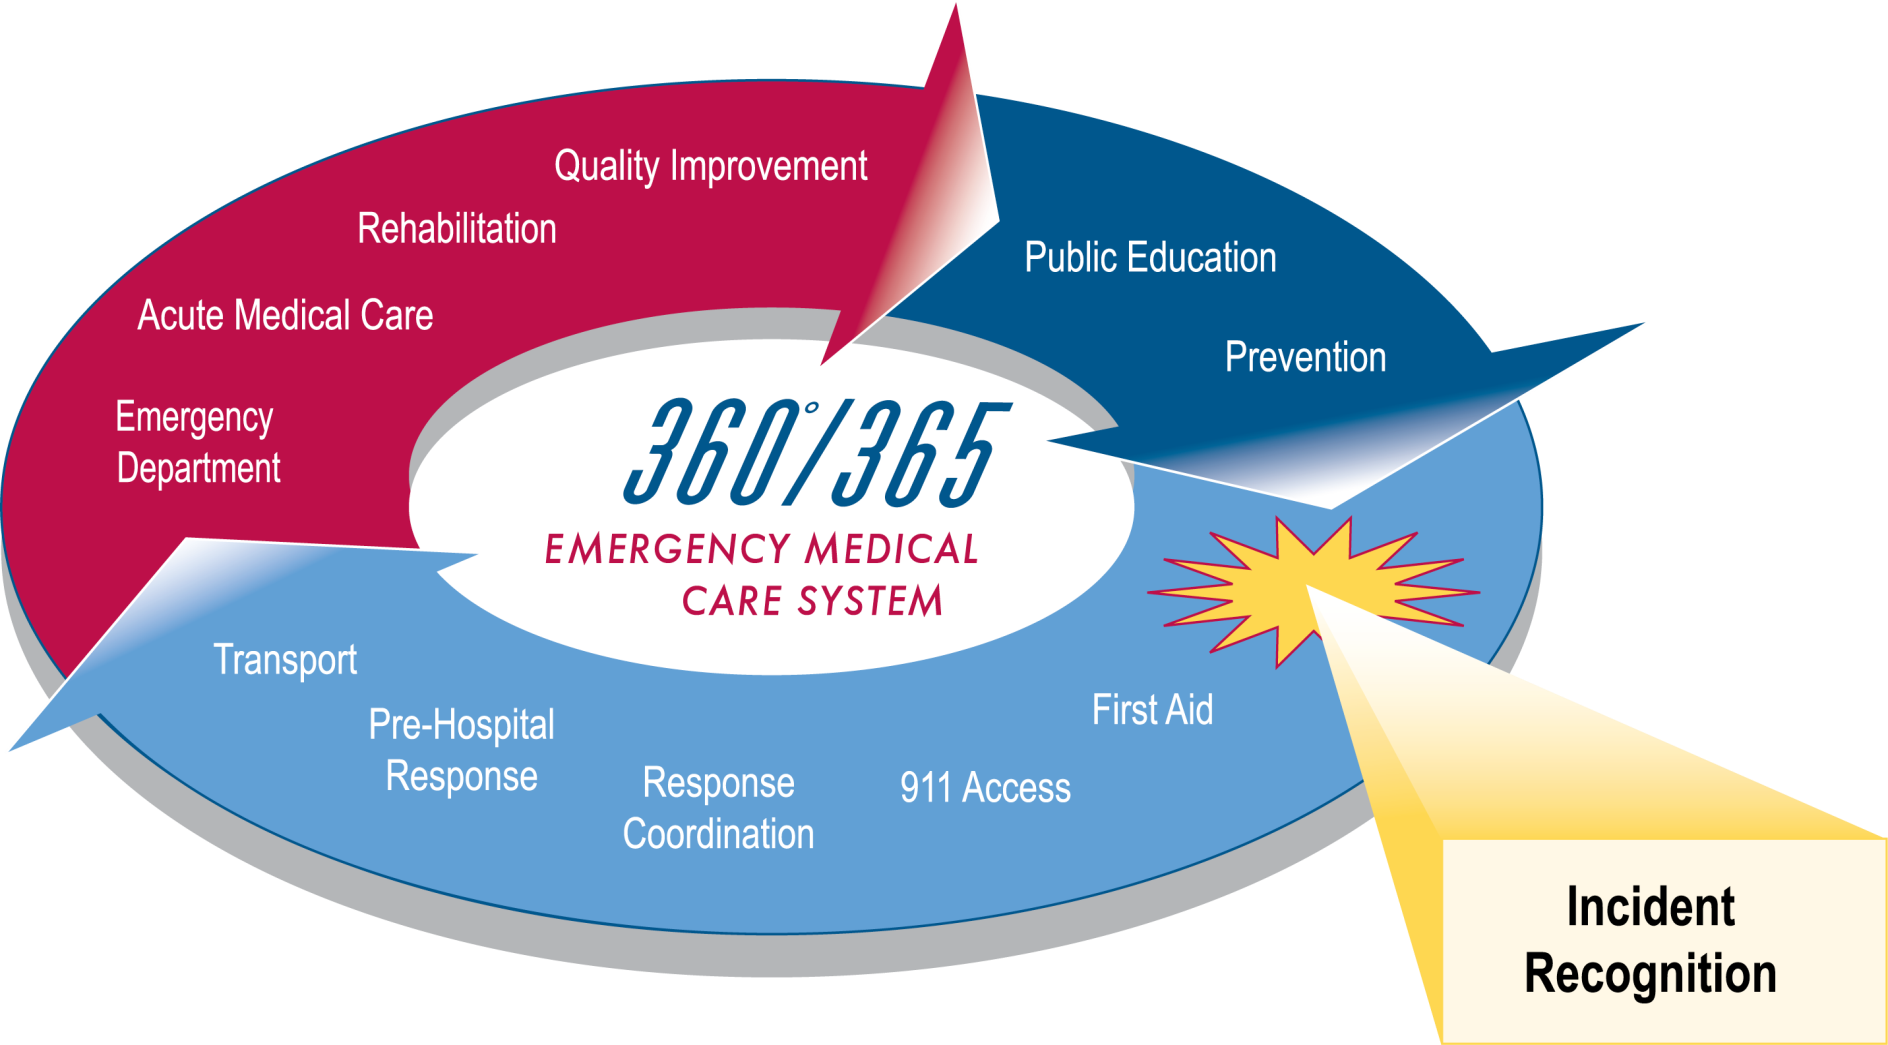 Quality Improvement
Rehabilitation
Acute Medical Care
Emergency
Department
Public Education
Prevention
360°/365
EMERGENCY MEDICAL
CARE SYSTEM
Transport
Pre-Hospital
Response
Response
Coordination
911 Access
First Aid
Incident
Recognition